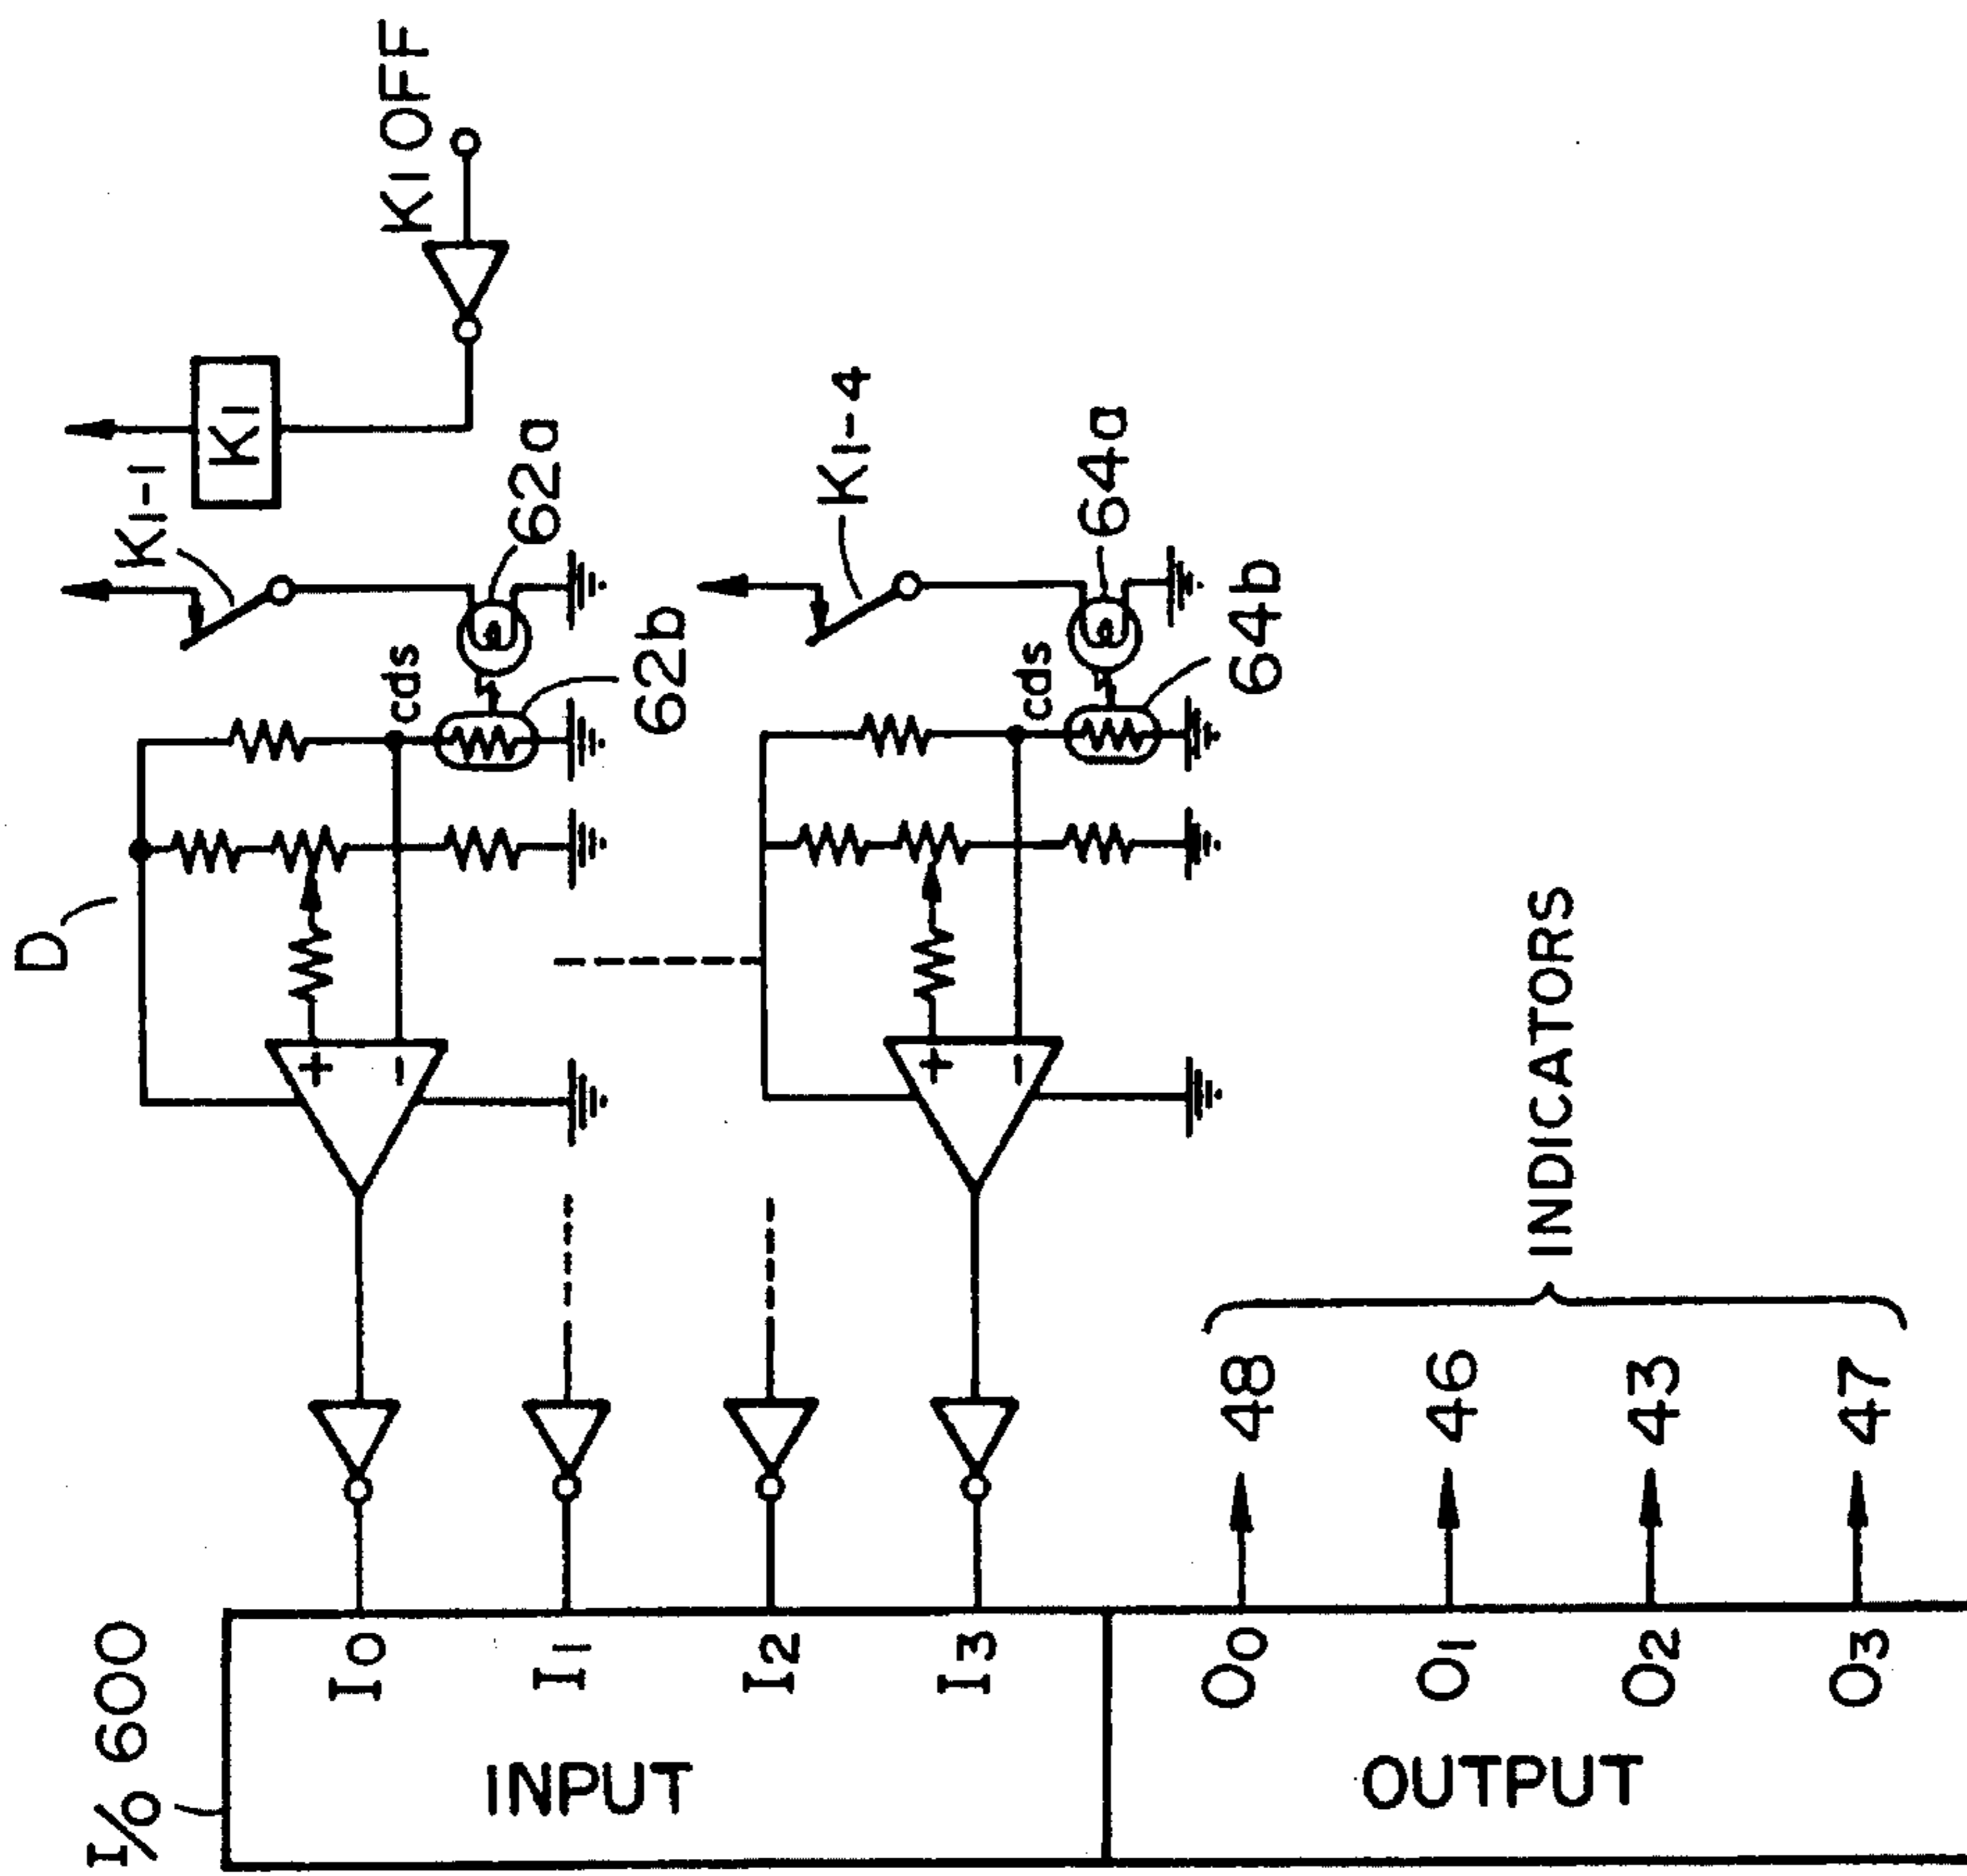 K1 OFF
K1
K1-1
62a
cds
62b
D
K1-4
64a
cds
64b
+
-
+
-
I/O 600
I0
I1
I2
I3
INPUT
O0
O1
O2
O3
OUTPUT
48
46
43
47
INDICATORS